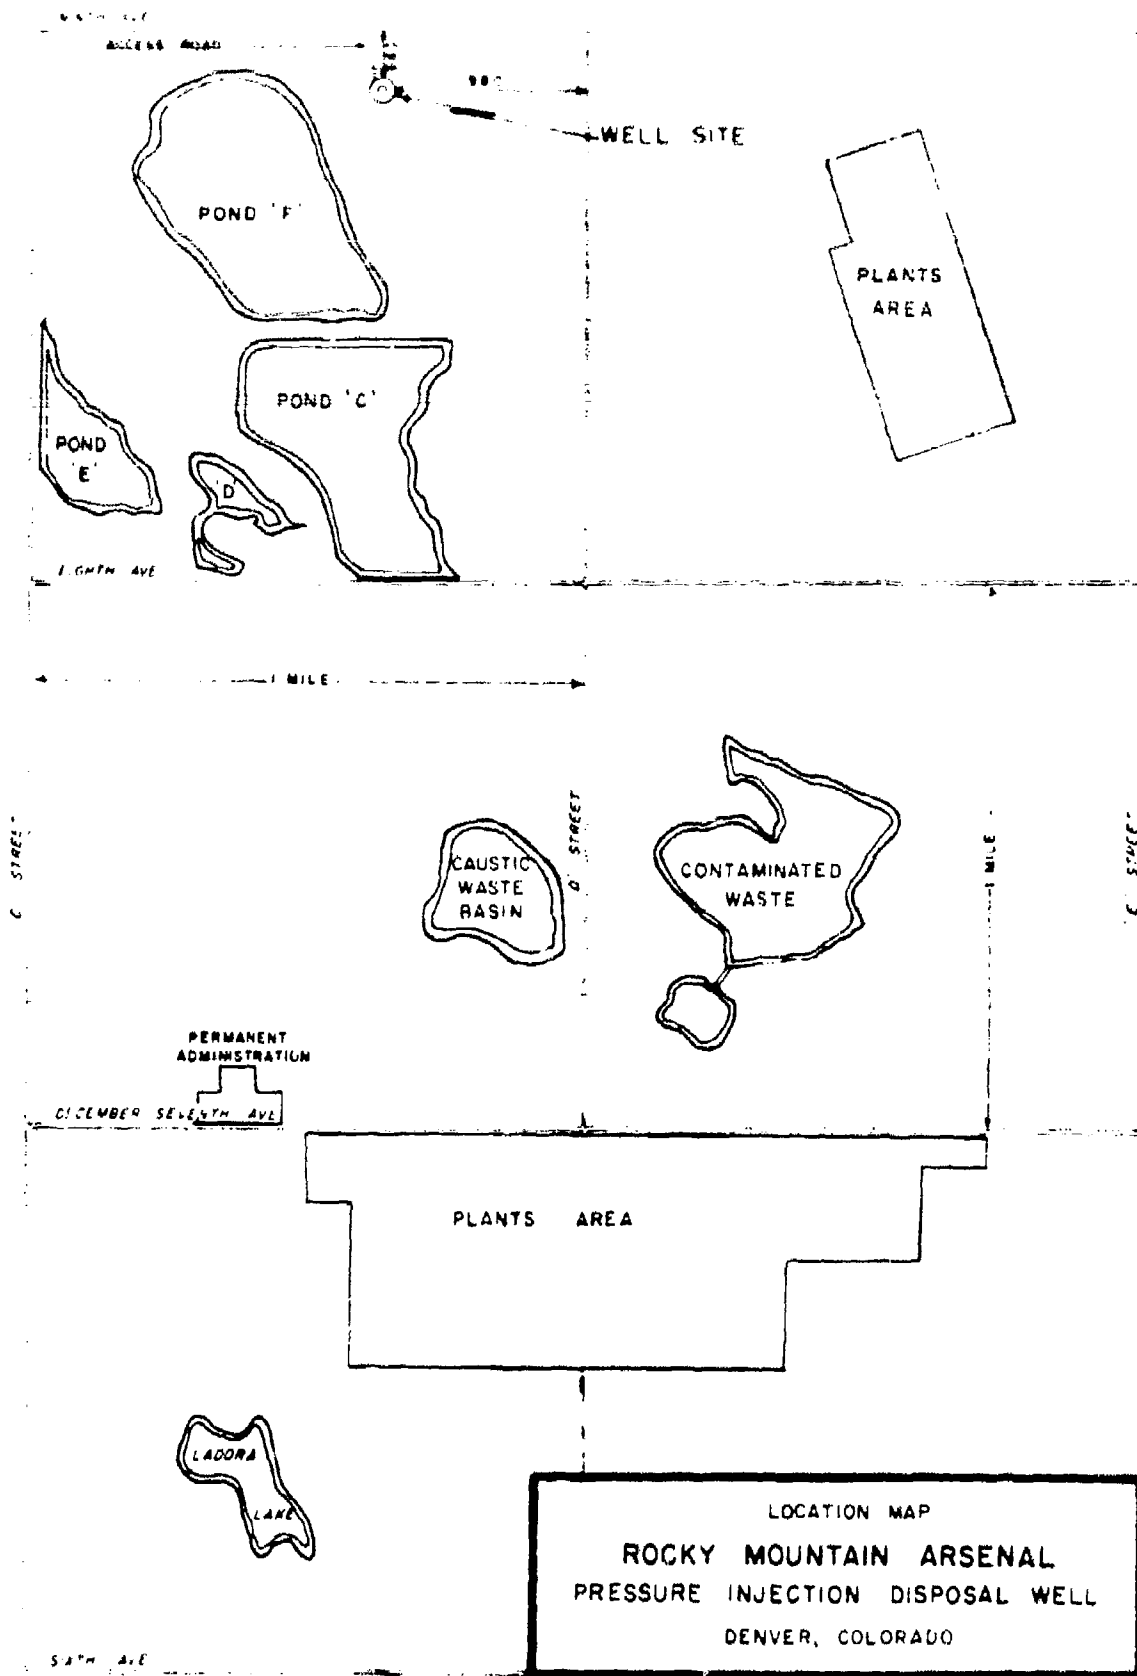 ACCESS ROAD
WELL SITE
POND 'F'
PLANTS
AREA
POND 'C'
POND
'E'
'D'
EIGHTH AVE
1 MILE
C STREET
'D' STREET
'E' STREET
1 MILE
CAUSTIC
WASTE
BASIN
CONTAMINATED
WASTE
PERMANENT
ADMINISTRATION
DECEMBER SEVENTH AVE
PLANTS AREA
LADORA
LAKE
LOCATION MAP
ROCKY MOUNTAIN ARSENAL
PRESSURE INJECTION DISPOSAL WELL
DENVER, COLORADO
SIXTH AVE